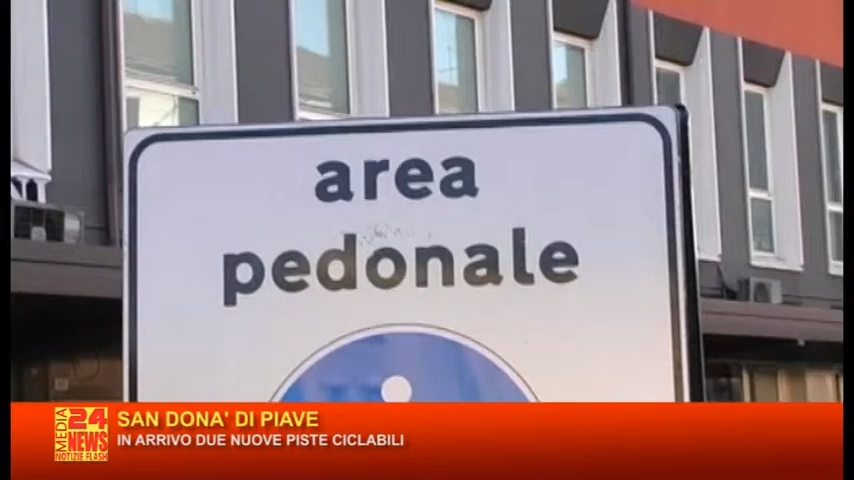 area
pedonale
MEDIA
24
NEWS
NOTIZIE FLASH
SAN DONA' DI PIAVE
IN ARRIVO DUE NUOVE PISTE CICLABILI